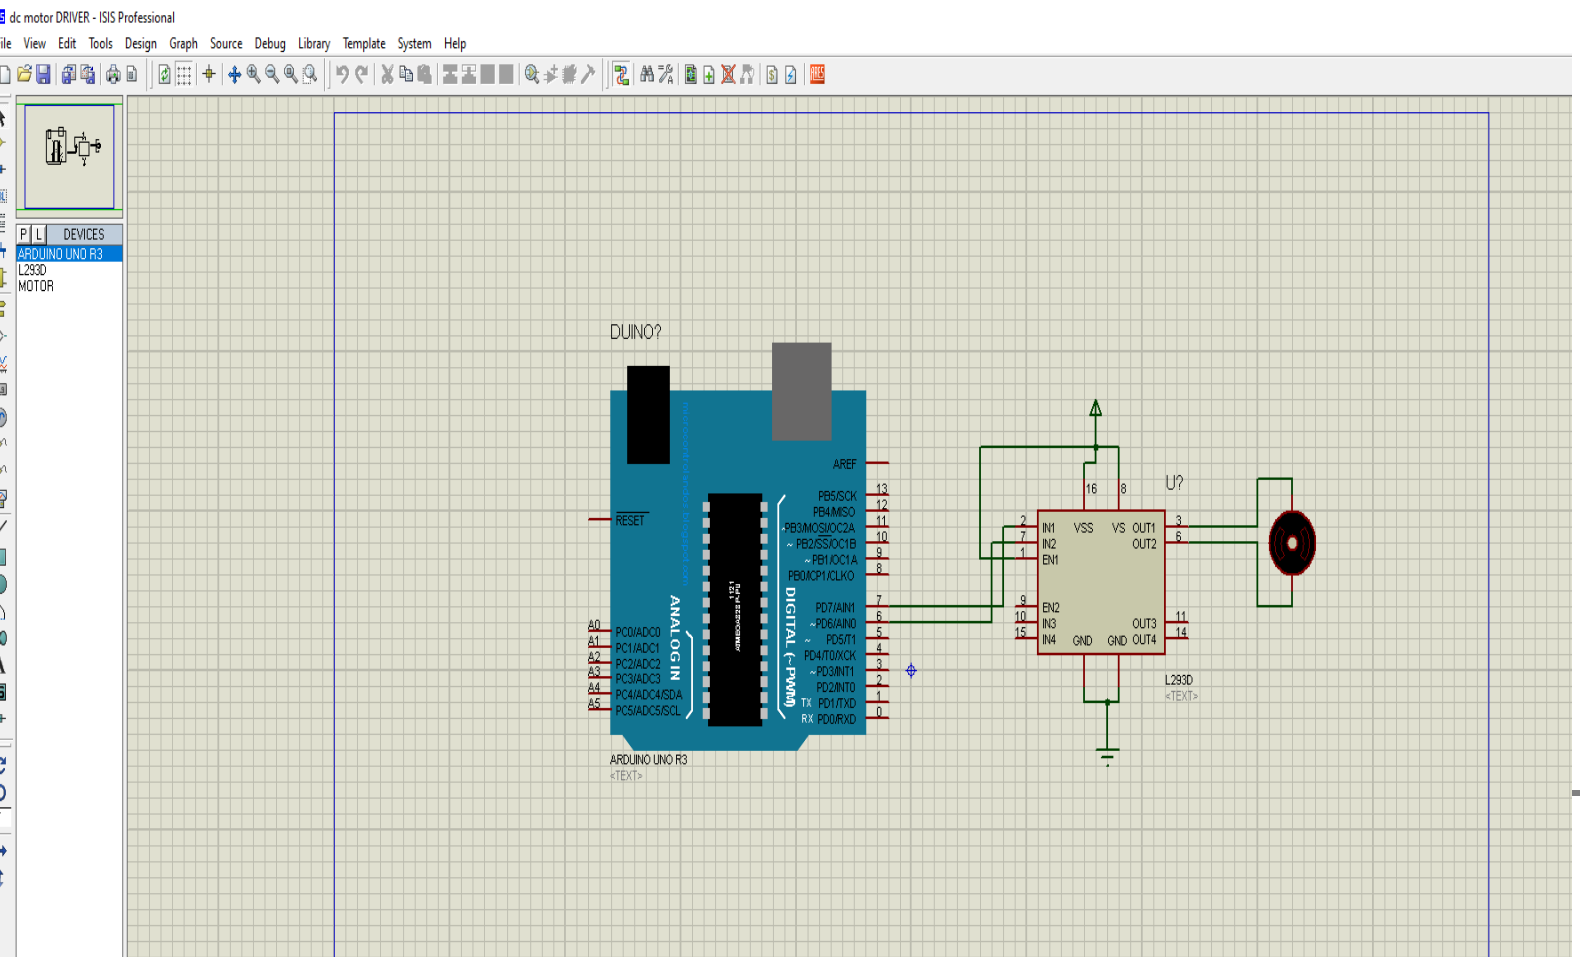 dc motor DRIVER - ISIS Professional
View Edit Tools Design Graph Source Debug Library Template System Help
P L DEVICES
ARDUINO UNO R3
L293D
MOTOR
DUINO?
AREF
RESET
13 PB5/SCK
12 PB4/MISO
11 ~PB3/MOSI/OC2A
10 ~ PB2/SS/OC1B
9 ~ PB1/OC1A
8 PB0/ICP1/CLKO
7 PD7/AIN1
6 ~PD6/AIN0
5 ~ PD5/T1
4 PD4/T0/XCK
3 ~PD3/INT1
2 PD2/INT0
1 TX PD1/TXD
0 RX PD0/RXD
DIGITAL (~PWM)
ANALOG IN
1121
A0 PC0/ADC0
A1 PC1/ADC1
A2 PC2/ADC2
A3 PC3/ADC3
A4 PC4/ADC4/SDA
A5 PC5/ADC5/SCL
ARDUINO UNO R3
<TEXT>
U?
16 8
VSS VS
2 IN1
7 IN2
1 EN1
9 EN2
10 IN3
15 IN4
OUT1 3
OUT2 6
OUT3 11
OUT4 14
GND GND
L293D
<TEXT>
ARES